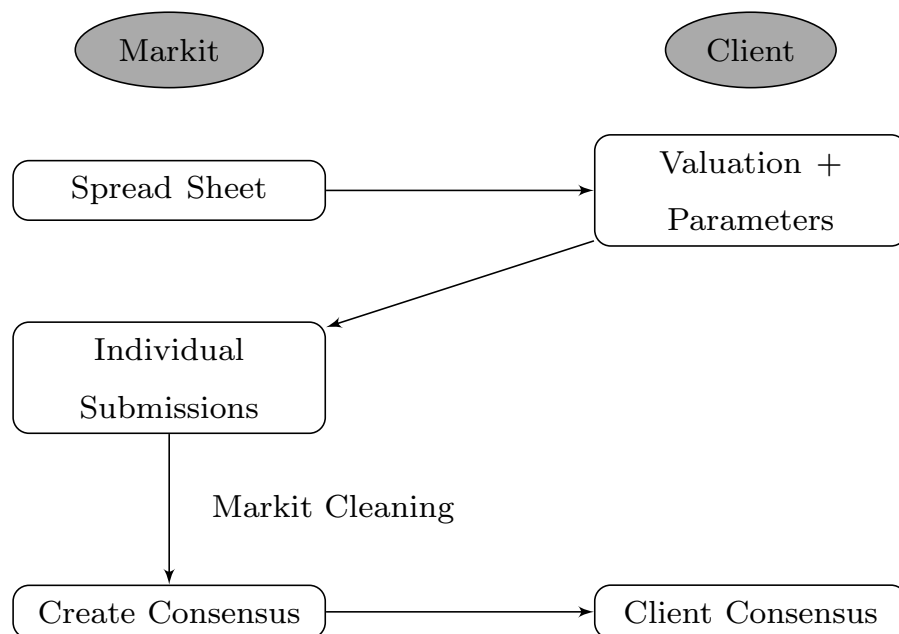 Markit
Client
Spread Sheet
Valuation +
Parameters
Individual
Submissions
Markit Cleaning
Create Consensus
Client Consensus